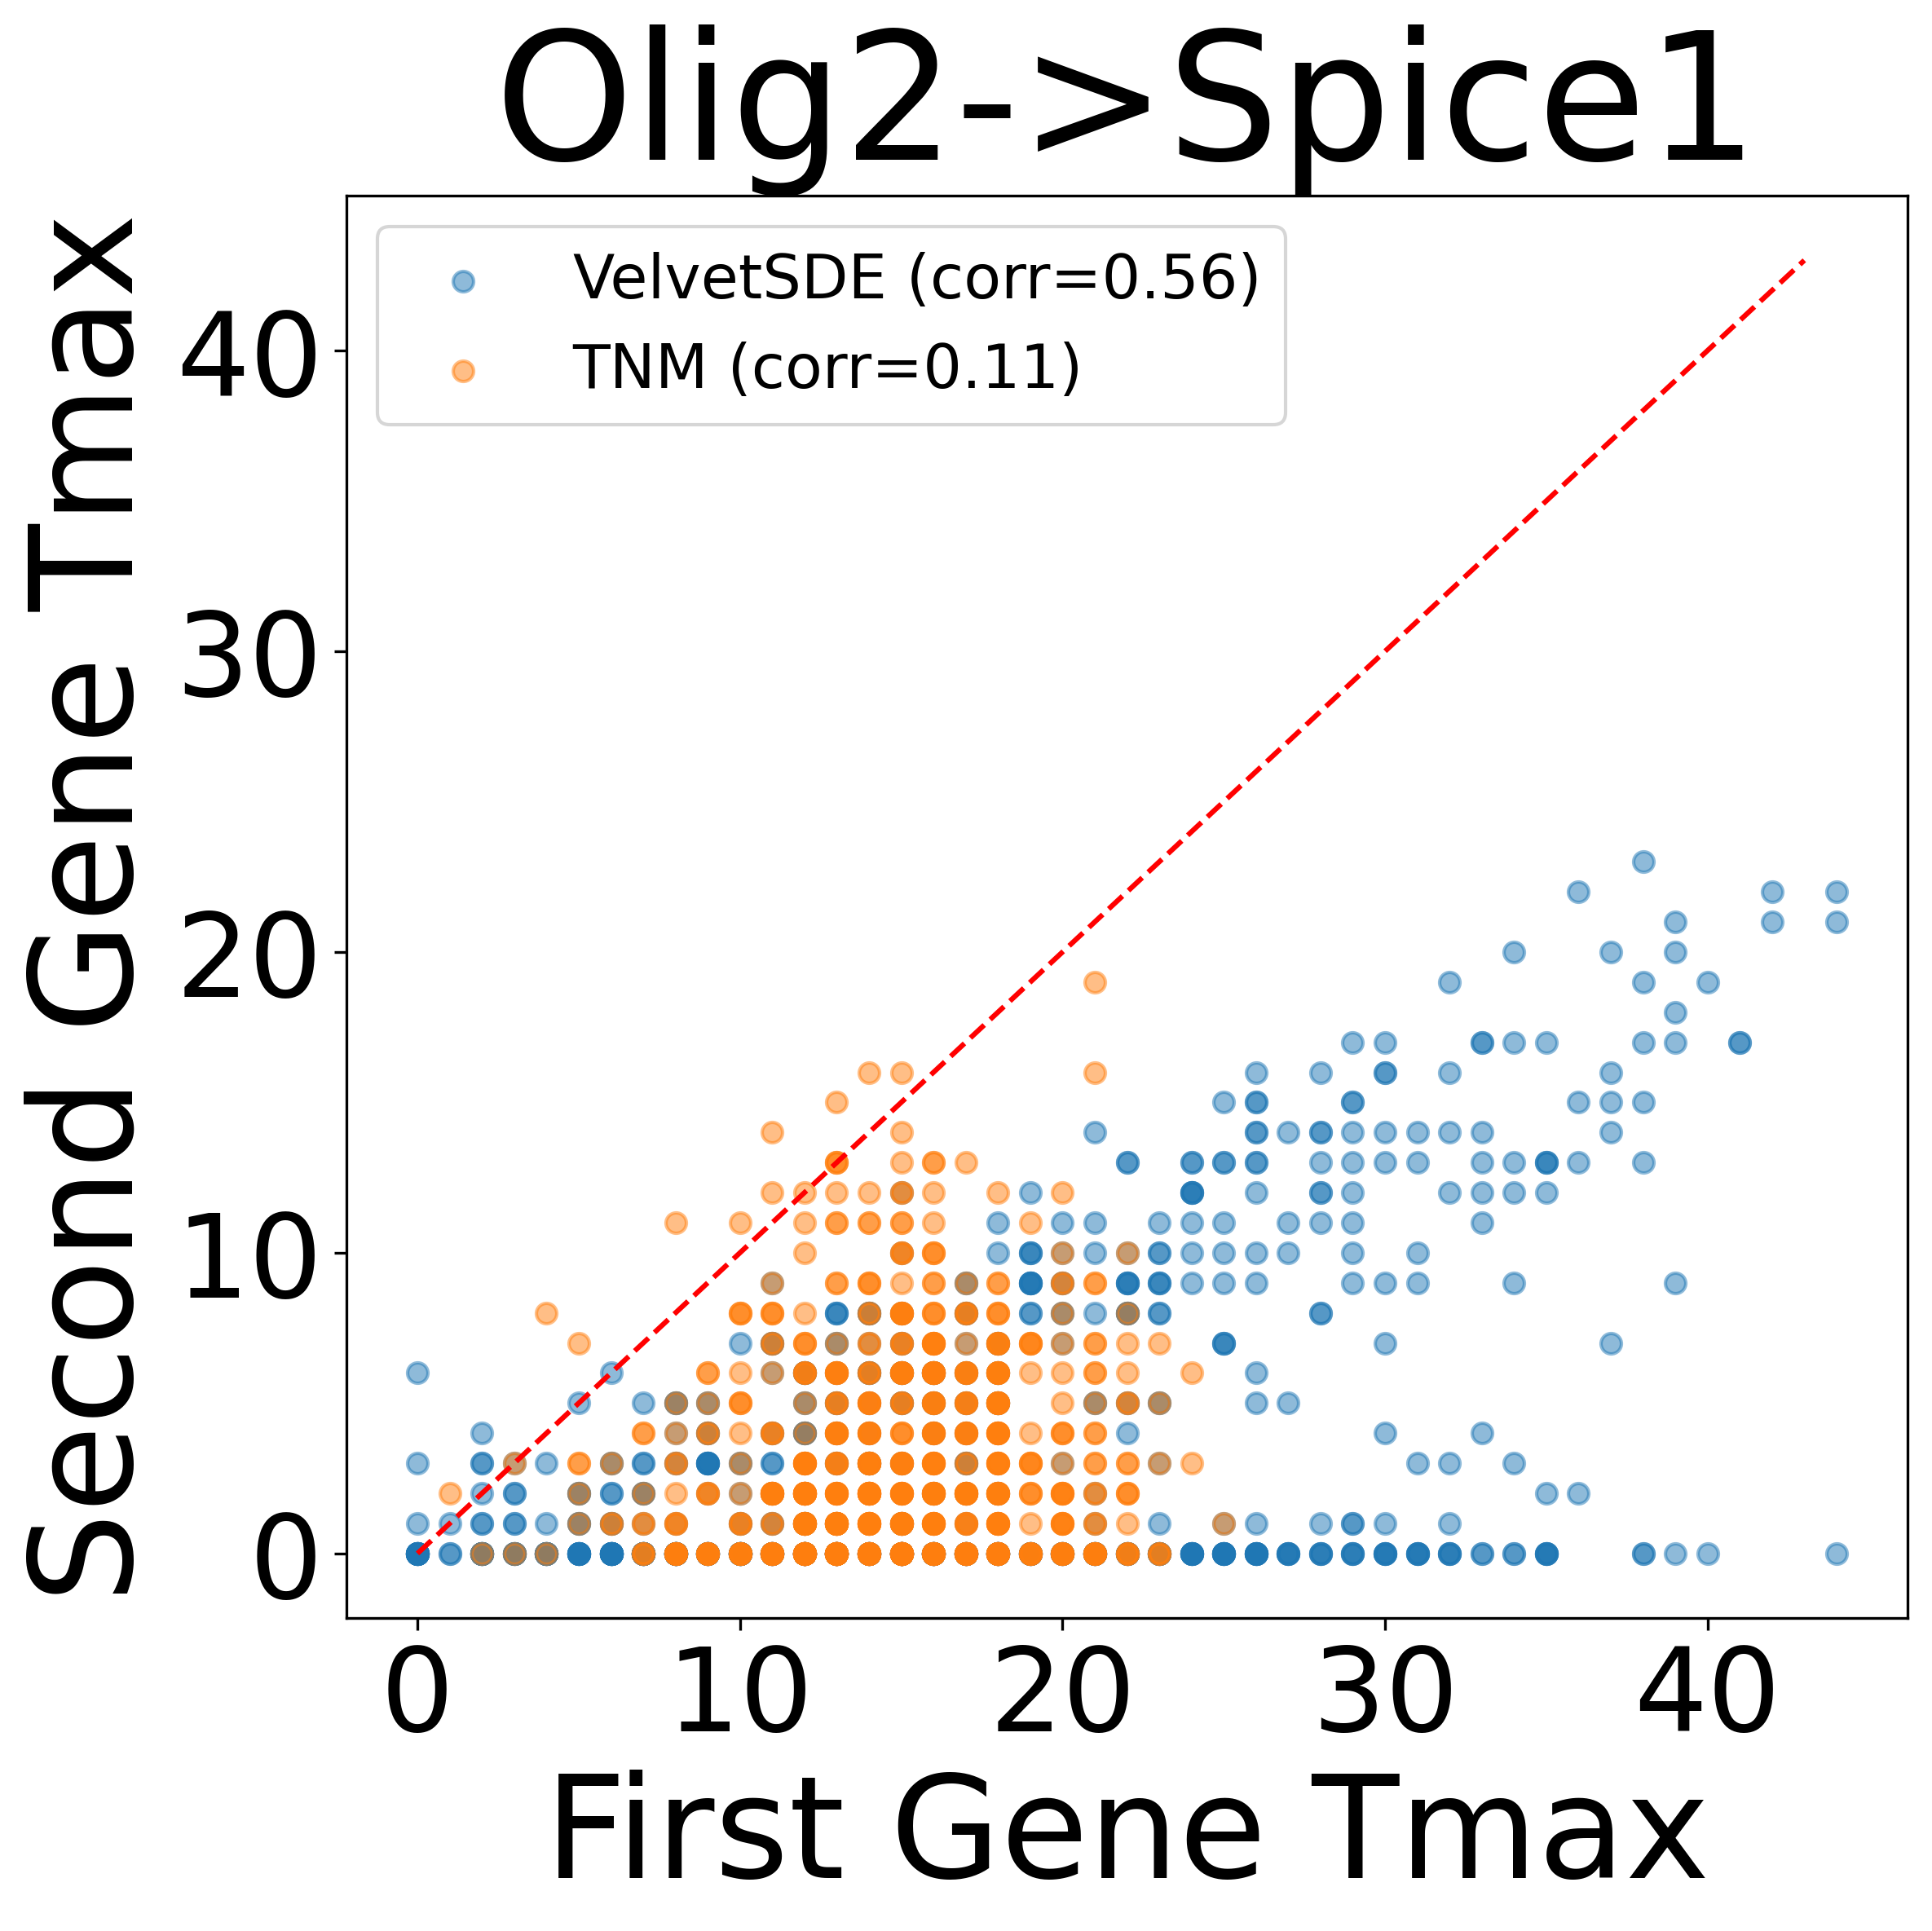 Olig2->Spice1
VelvetSDE (corr=0.56)
TNM (corr=0.11)
Second Gene Tmax
40
30
20
10
0
0 10 20 30 40
First Gene Tmax